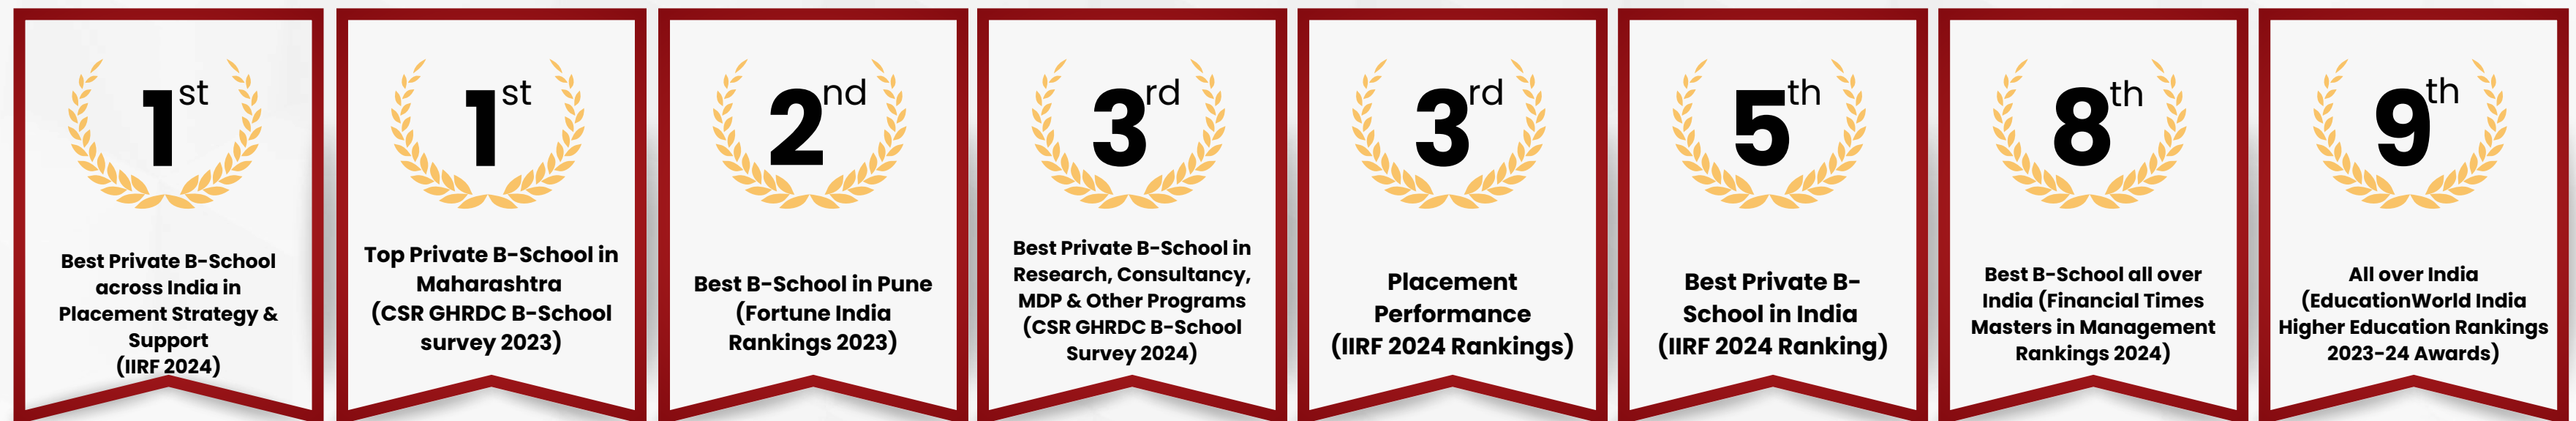 1st
Best Private B-School
across India in
Placement Strategy &
Support
(IIRF 2024)
1st
Top Private B-School in
Maharashtra
(CSR GHRDC B-School
survey 2023)
2nd
Best B-School in Pune
(Fortune India
Rankings 2023)
3rd
Best Private B-School in
Research, Consultancy,
MDP & Other Programs
(CSR GHRDC B-School
Survey 2024)
3rd
Placement
Performance
(IIRF 2024 Rankings)
5th
Best Private B-
School in India
(IIRF 2024 Ranking)
8th
Best B-School all over
India (Financial Times
Masters in Management
Rankings 2024)
9th
All over India
(EducationWorld India
Higher Education Rankings
2023-24 Awards)